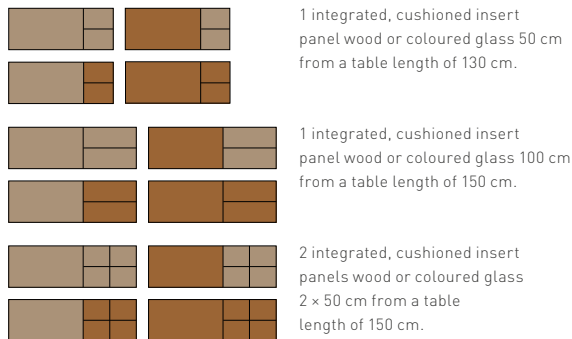 1 integrated, cushioned insert
panel wood or coloured glass 50 cm
from a table length of 130 cm.
1 integrated, cushioned insert
panel wood or coloured glass 100 cm
from a table length of 150 cm.
2 integrated, cushioned insert
panels wood or coloured glass
2 × 50 cm from a table
length of 150 cm.